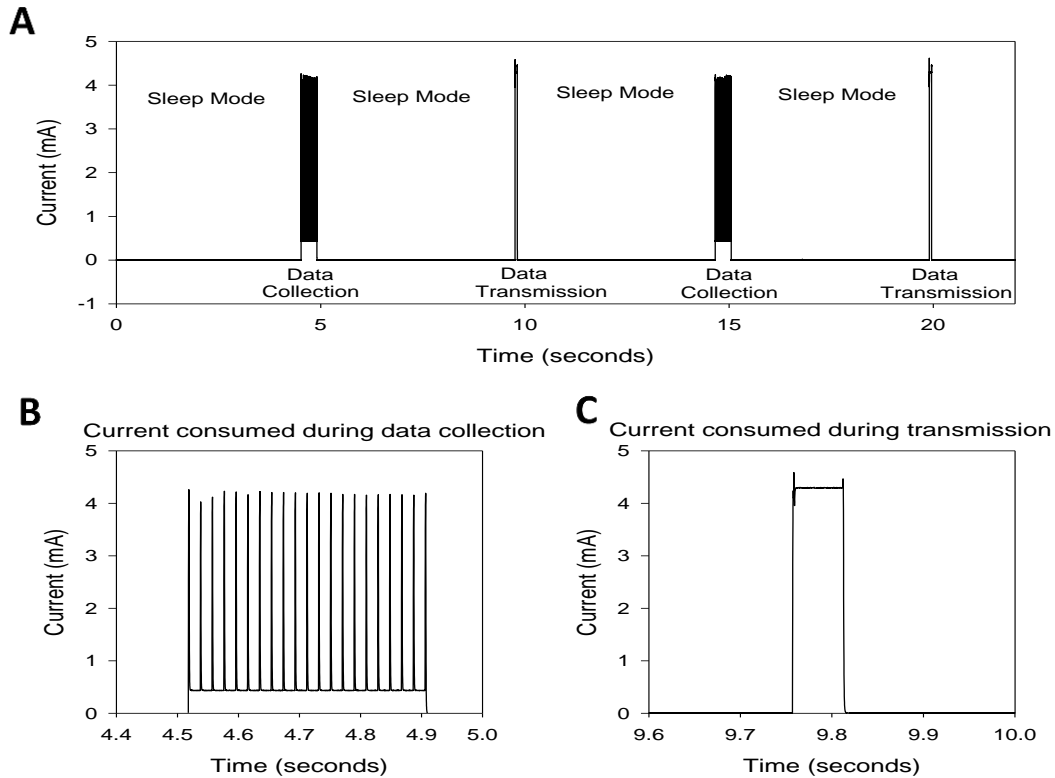 A
5
4
3
2
1
0
-1
Current (mA)
Sleep Mode
Sleep Mode
Sleep Mode
Sleep Mode
Data
Collection
Data
Transmission
Data
Collection
Data
Transmission
0
5
10
15
20
Time (seconds)
B
Current consumed during data collection
5
4
3
2
1
0
Current (mA)
4.4
4.5
4.6
4.7
4.8
4.9
5.0
Time (seconds)
C
Current consumed during transmission
5
4
3
2
1
0
Current (mA)
9.6
9.7
9.8
9.9
10.0
Time (seconds)